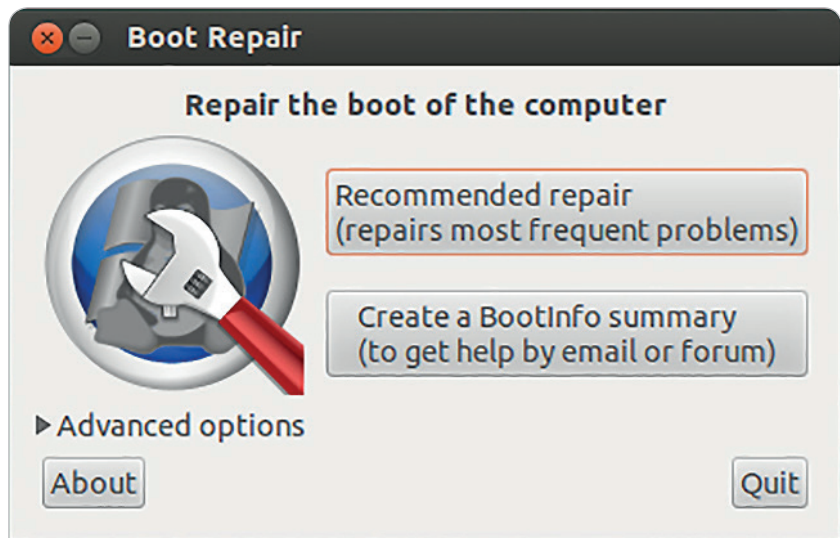 Boot Repair
Repair the boot of the computer
Recommended repair
(repairs most frequent problems)
Create a BootInfo summary
(to get help by email or forum)
Advanced options
About
Quit